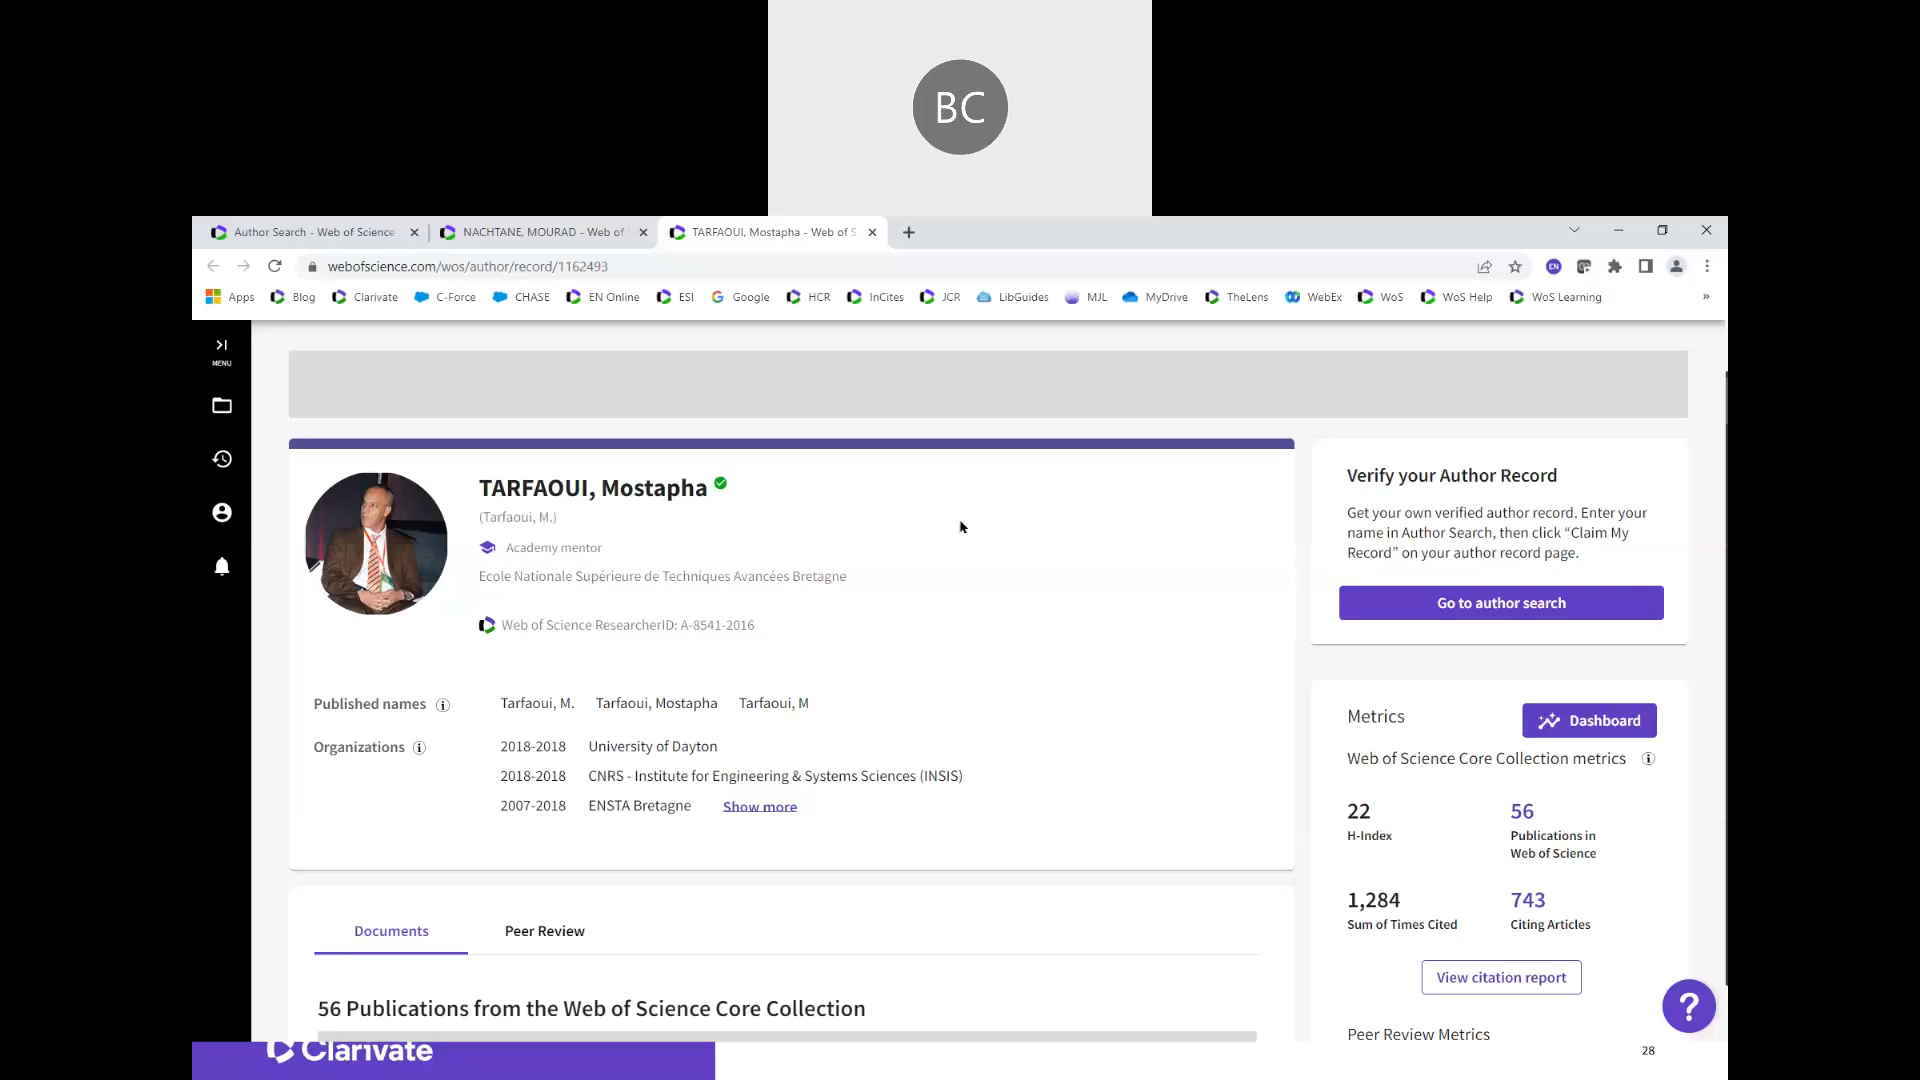 BC
Author Search - Web of Science
NACHTANE, MOURAD - Web of
TARFAOUI, Mostapha - Web of S
webofscience.com/wos/author/record/1162493
EN
Apps Blog Clarivate C-Force CHASE EN Online ESI Google HCR InCites JCR LibGuides MJL MyDrive TheLens WebEx WoS WoS Help WoS Learning »
MENU
TARFAOUI, Mostapha
(Tarfaoui, M.)
Academy mentor
Ecole Nationale Supérieure de Techniques Avancées Bretagne
Web of Science ResearcherID: A-8541-2016
Published names Tarfaoui, M. Tarfaoui, Mostapha Tarfaoui, M
Organizations 2018-2018 University of Dayton
2018-2018 CNRS - Institute for Engineering & Systems Sciences (INSIS)
2007-2018 ENSTA Bretagne Show more
Documents Peer Review
56 Publications from the Web of Science Core Collection
Verify your Author Record
Get your own verified author record. Enter your
name in Author Search, then click “Claim My
Record” on your author record page.
Go to author search
Metrics Dashboard
Web of Science Core Collection metrics
22 56
H-Index Publications in
Web of Science
1,284 743
Sum of Times Cited Citing Articles
View citation report
?
Peer Review Metrics
Clarivate
28